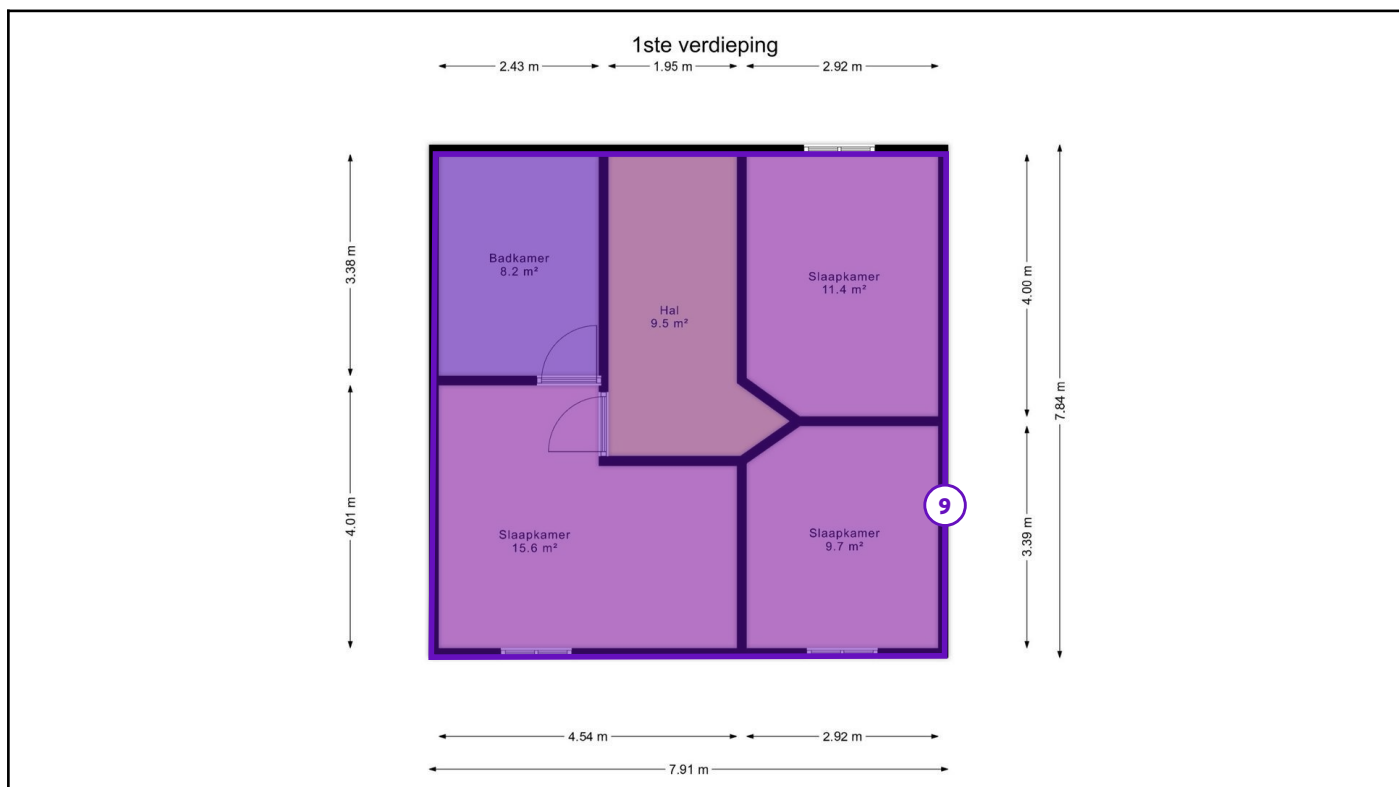 1ste verdieping
2.43 m
1.95 m
2.92 m
3.38 m
4.01 m
Badkamer
8.2 m²
Hal
9.5 m²
Slaapkamer
11.4 m²
Slaapkamer
15.6 m²
Slaapkamer
9.7 m²
9
4.00 m
3.39 m
7.84 m
4.54 m
2.92 m
7.91 m